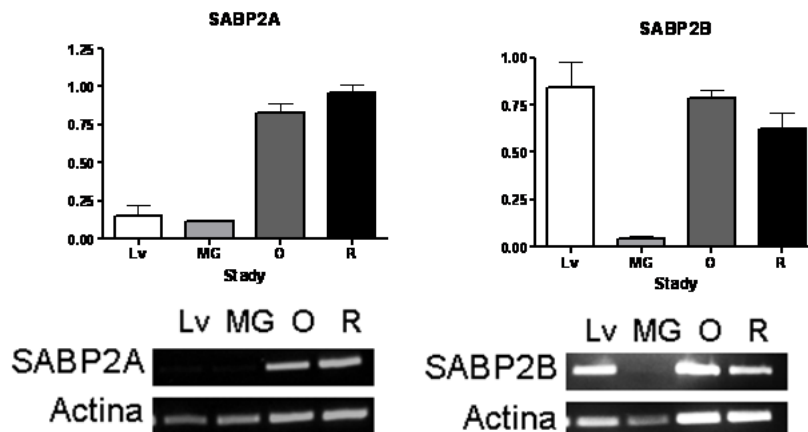 SABP2A
1.25
1.00
0.75
0.50
0.25
0.00
Lv MG O R
Stady
SABP2B
1.00
0.75
0.50
0.25
0.00
Lv MG O R
Stady
Lv MG O R
SABP2A
Actina
Lv MG O R
SABP2B
Actina